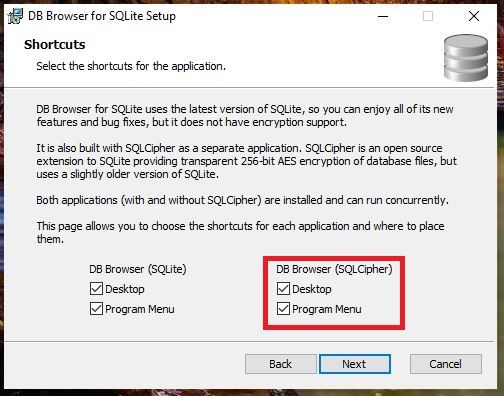 DB Browser for SQLite Setup
Shortcuts
Select the shortcuts for the application.
DB Browser for SQLite uses the latest version of SQLite, so you can enjoy all of its new
features and bug fixes, but it does not have encryption support.
It is also built with SQLCipher as a separate application. SQLCipher is an open source
extension to SQLite providing transparent 256-bit AES encryption of database files, but
uses a slightly older version of SQLite.
Both applications (with and without SQLCipher) are installed and can run concurrently.
This page allows you to choose the shortcuts for each application and where to place
them.
DB Browser (SQLite) DB Browser (SQLCipher)
Desktop Desktop
Program Menu Program Menu
Back Next Cancel